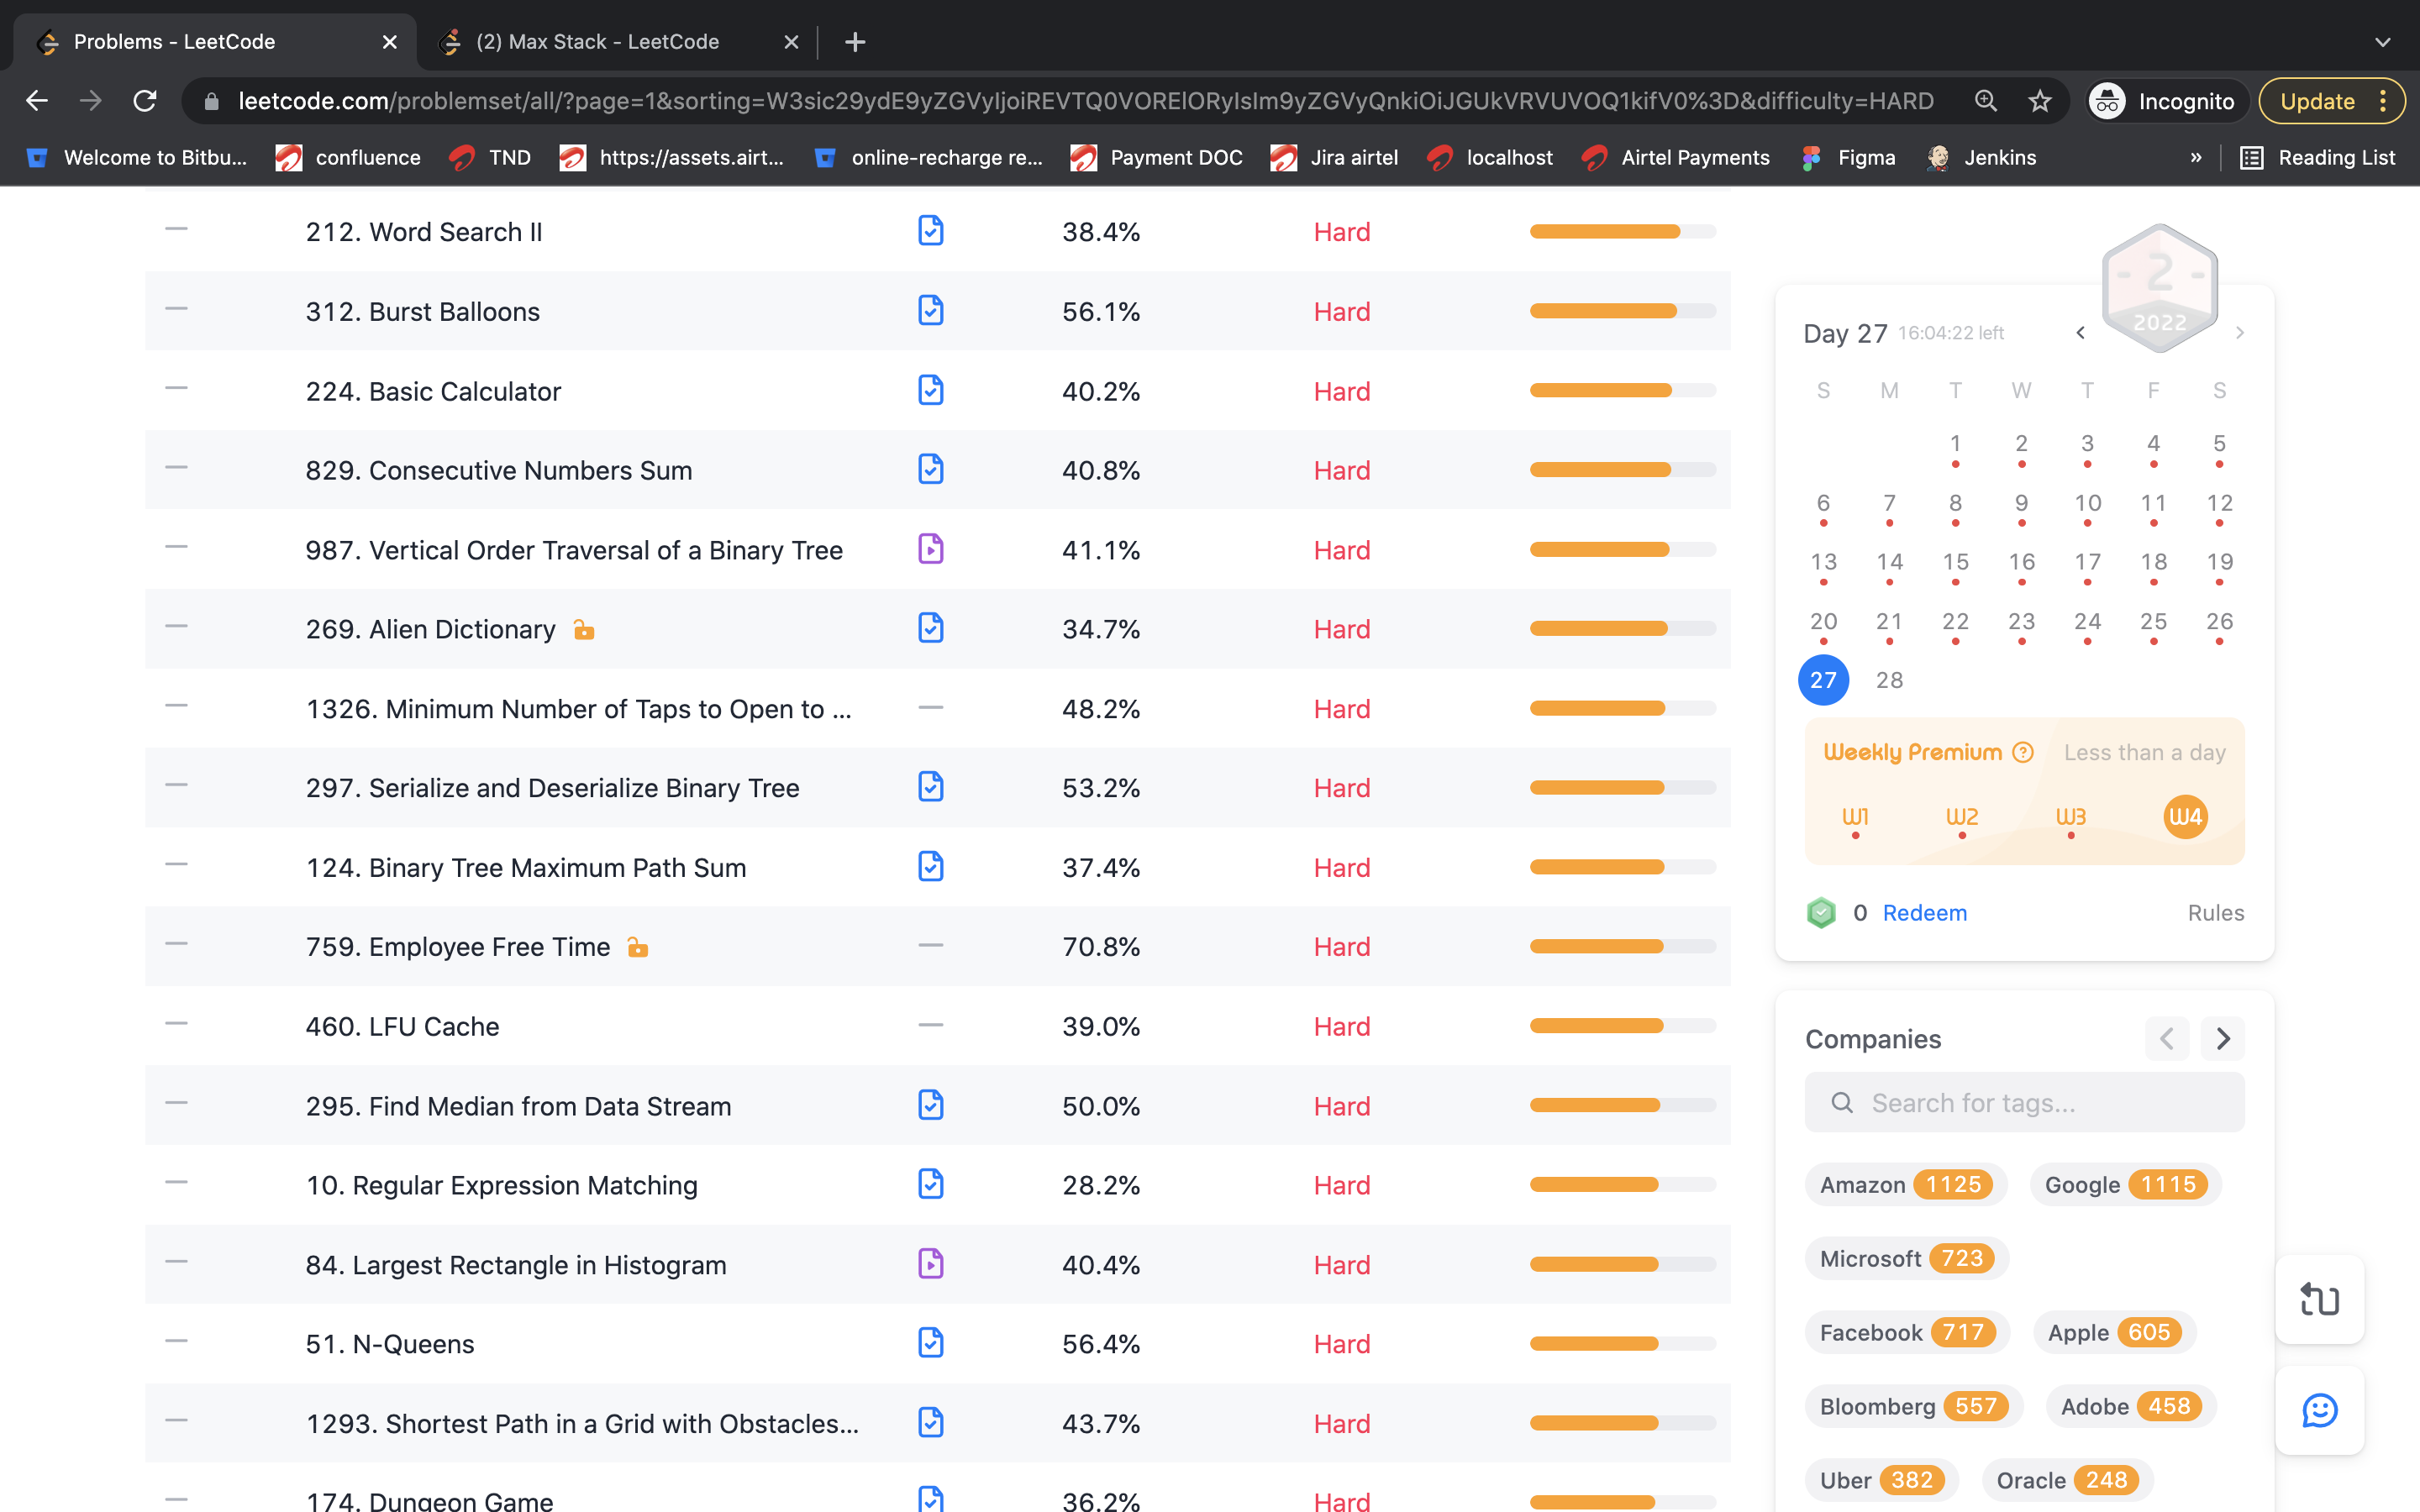 Problems - LeetCode
(2) Max Stack - LeetCode
leetcode.com/problemset/all/?page=1&sorting=W3sic29ydE9yZGVyIjoiREVTQ0VORElORyIsIm9yZGVyQnkiOiJGUkVRVUVOQ1kifV0%3D&difficulty=HARD
Incognito
Update
Welcome to Bitbu...
confluence
TND
https://assets.airt...
online-recharge re...
Payment DOC
Jira airtel
localhost
Airtel Payments
Figma
Jenkins
»
Reading List
212. Word Search II 38.4% Hard
312. Burst Balloons 56.1% Hard
224. Basic Calculator 40.2% Hard
829. Consecutive Numbers Sum 40.8% Hard
987. Vertical Order Traversal of a Binary Tree 41.1% Hard
269. Alien Dictionary 34.7% Hard
1326. Minimum Number of Taps to Open to ... 48.2% Hard
297. Serialize and Deserialize Binary Tree 53.2% Hard
124. Binary Tree Maximum Path Sum 37.4% Hard
759. Employee Free Time 70.8% Hard
460. LFU Cache 39.0% Hard
295. Find Median from Data Stream 50.0% Hard
10. Regular Expression Matching 28.2% Hard
84. Largest Rectangle in Histogram 40.4% Hard
51. N-Queens 56.4% Hard
1293. Shortest Path in a Grid with Obstacles... 43.7% Hard
174. Dungeon Game 36.2% Hard
- 2 -
2022
Day 27 16:04:22 left
S M T W T F S
1 2 3 4 5
6 7 8 9 10 11 12
13 14 15 16 17 18 19
20 21 22 23 24 25 26
27 28
Weekly Premium ? Less than a day
W1 W2 W3 W4
0 Redeem Rules
Companies
Search for tags...
Amazon 1125 Google 1115
Microsoft 723
Facebook 717 Apple 605
Bloomberg 557 Adobe 458
Uber 382 Oracle 248